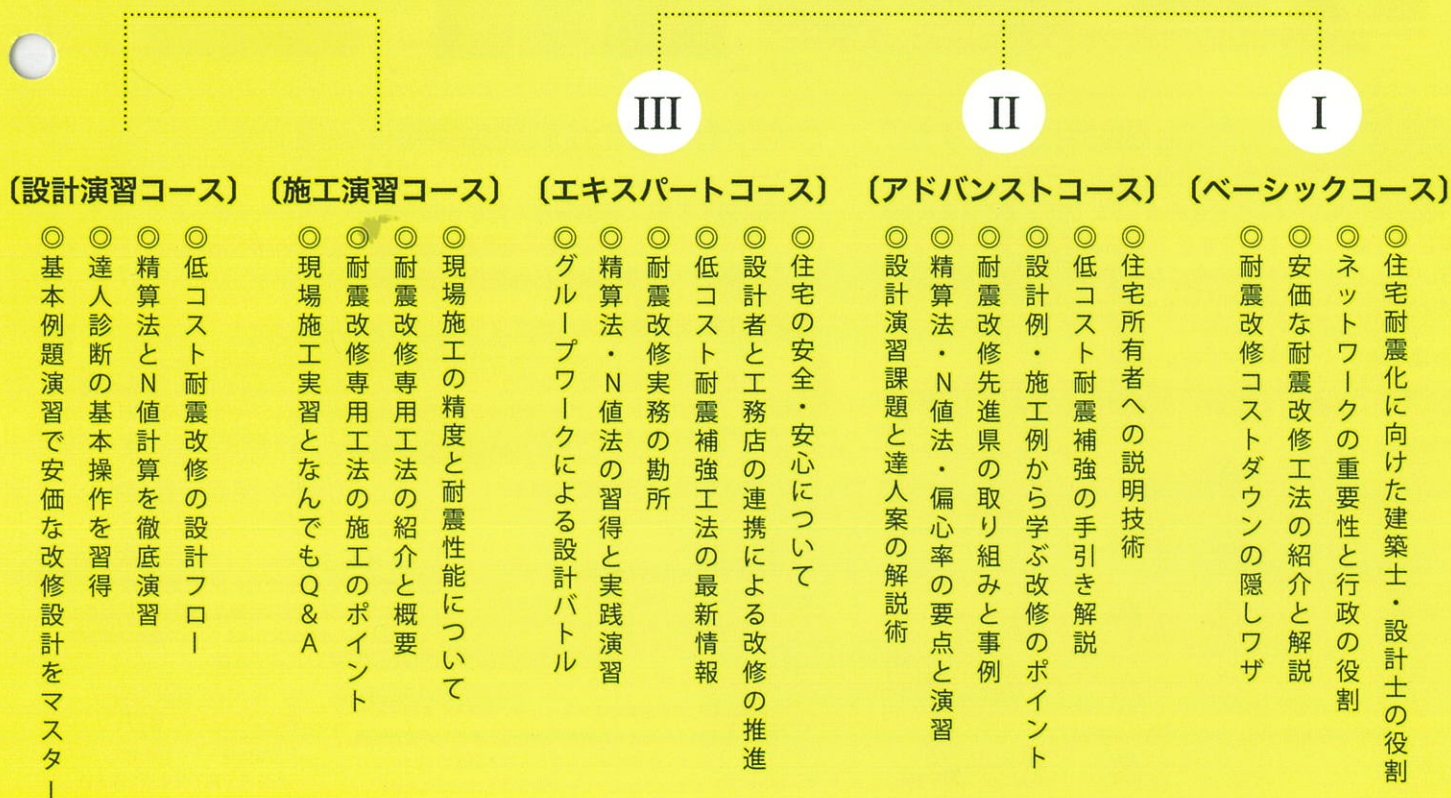 I
〔ベーシックコース〕
◎住宅耐震化に向けた建築士・設計士の役割
◎ネットワークの重要性と行政の役割
◎安価な耐震改修工法の紹介と解説
◎耐震改修コストダウンの隠しワザ
II
〔アドバンストコース〕
◎住宅所有者への説明技術
◎低コスト耐震補強の手引き解説
◎設計例・施工例から学ぶ改修のポイント
◎耐震改修先進県の取り組みと事例
◎精算法・N値法・偏心率の要点と演習
◎設計演習課題と達人案の解説術
III
〔エキスパートコース〕
◎住宅の安全・安心について
◎設計者と工務店の連携による改修の推進
◎低コスト耐震補強工法の最新情報
◎耐震改修実務の勘所
◎精算法・N値法の習得と実践演習
◎グループワークによる設計バトル
〔施工演習コース〕
◎現場施工の精度と耐震性能について
◎耐震改修専用工法の紹介と概要
◎耐震改修専用工法の施工のポイント
◎現場施工実習となんでもQ&A
〔設計演習コース〕
◎低コスト耐震改修の設計フロー
◎精算法とN値計算を徹底演習
◎達人診断の基本操作を習得
◎基本例題演習で安価な改修設計をマスター